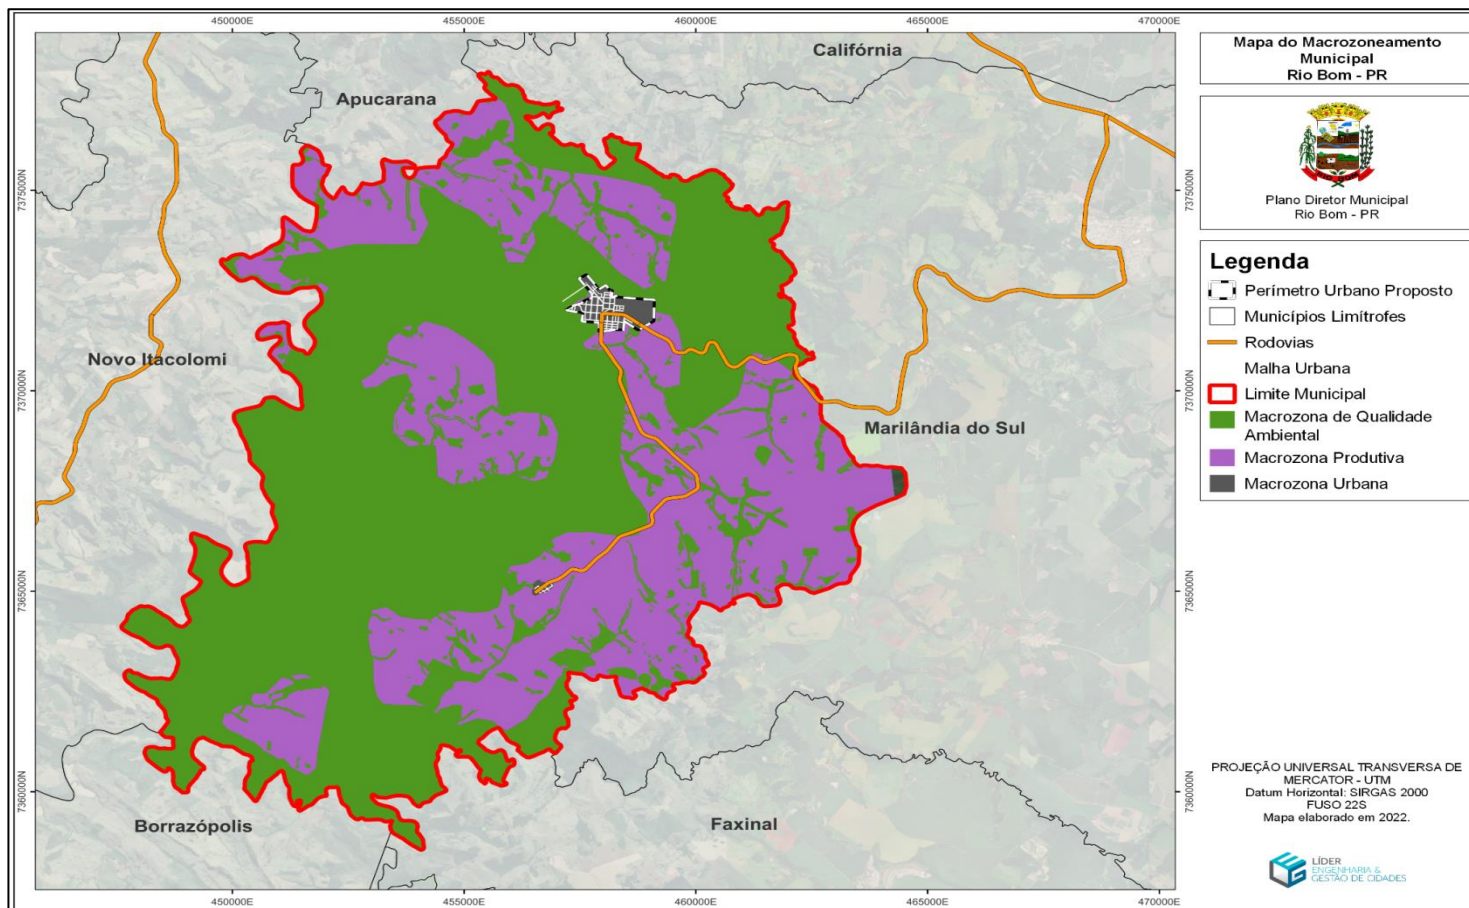 450000E
455000E
460000E
465000E
470000E
Mapa do Macrozoneamento
Municipal
Rio Bom - PR
Califórnia
Apucarana
RIO BOM
Plano Diretor Municipal
Rio Bom - PR
7375000N
7375000N
Legenda
Perímetro Urbano Proposto
Municípios Limítrofes
Rodovias
Malha Urbana
Limite Municipal
Macrozona de Qualidade
Ambiental
Macrozona Produtiva
Macrozona Urbana
Novo Itacolomi
7370000N
7370000N
Marilândia do Sul
7365000N
7365000N
7360000N
7360000N
Borrazópolis
Faxinal
PROJEÇÃO UNIVERSAL TRANSVERSA DE
MERCATOR - UTM
Datum Horizontal: SIRGAS 2000
FUSO 22S
Mapa elaborado em 2022.
LÍDER
ENGENHARIA &
GESTÃO DE CIDADES
450000E
455000E
460000E
465000E
470000E